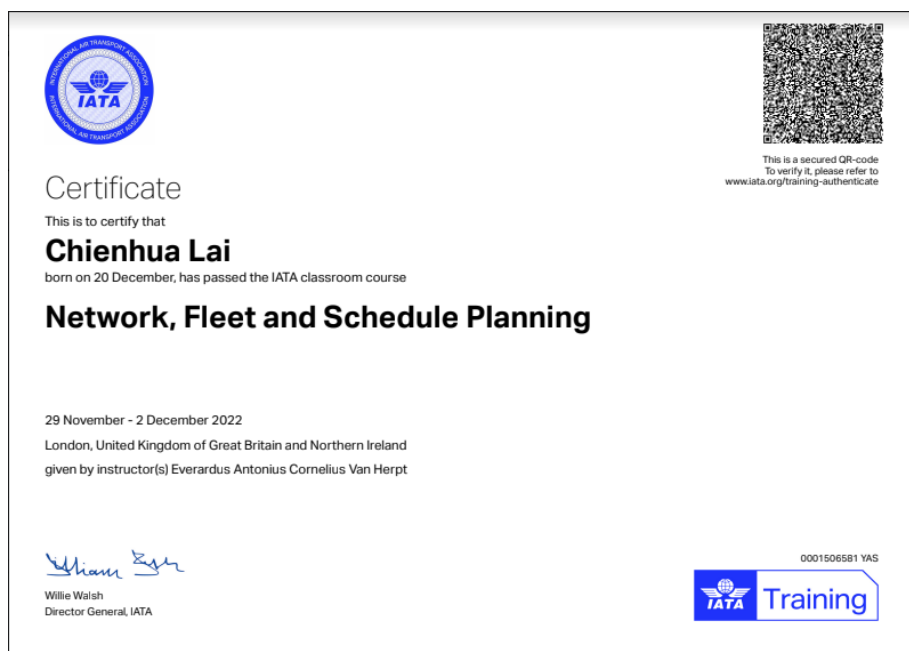 INTERNATIONAL AIR TRANSPORT ASSOCIATION
IATA
INTERNATIONAL AIR TRANSPORT ASSOCIATION
This is a secured QR-code
To verify it, please refer to
www.iata.org/training-authenticate
Certificate
This is to certify that
Chienhua Lai
born on 20 December, has passed the IATA classroom course
Network, Fleet and Schedule Planning
29 November - 2 December 2022
London, United Kingdom of Great Britain and Northern Ireland
given by instructor(s) Everardus Antonius Cornelius Van Herpt
Willie Walsh
Director General, IATA
0001506581 YAS
IATA Training